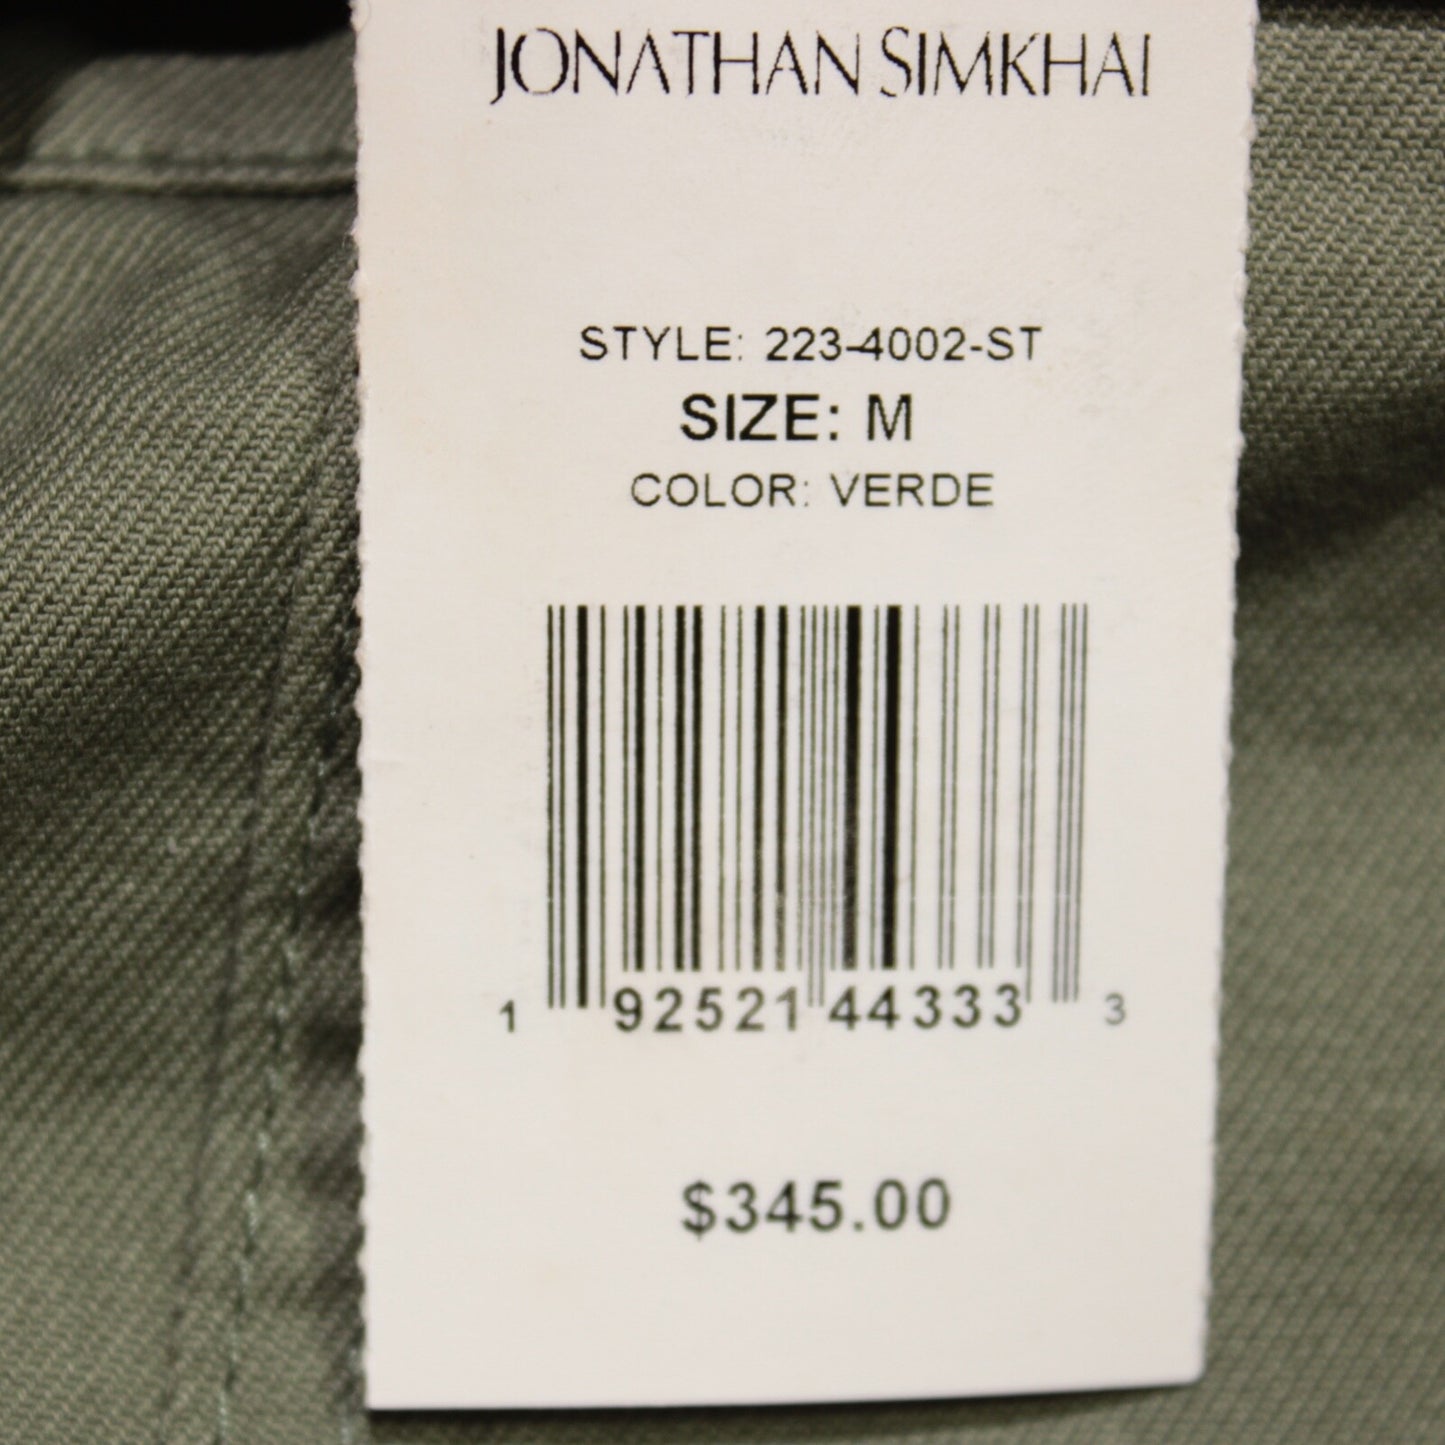 JONATHAN SIMKHAI
STYLE: 223-4002-ST
SIZE: M
COLOR: VERDE
1 92521 44333 3
$345.00